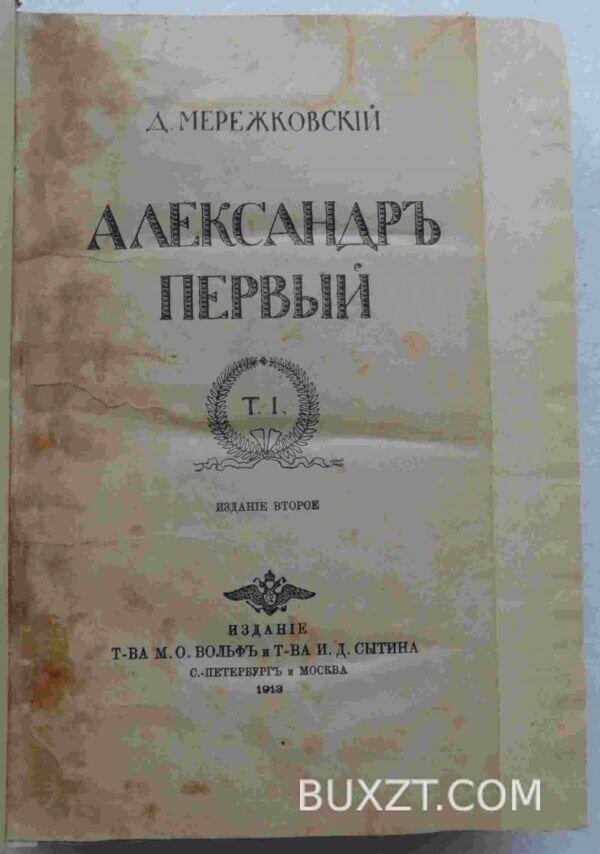 Д. МЕРЕЖКОВСКІЙ
АЛЕКСАНДРЪ
ПЕРВЫЙ
Т. I.
ИЗДАНІЕ ВТОРОЕ
ИЗДАНІЕ
Т-ВА М. О. ВОЛЬФЪ и Т-ВА И. Д. СЫТИНА
С.-ПЕТЕРБУРГЪ и МОСКВА
1913
BUXZT.COM